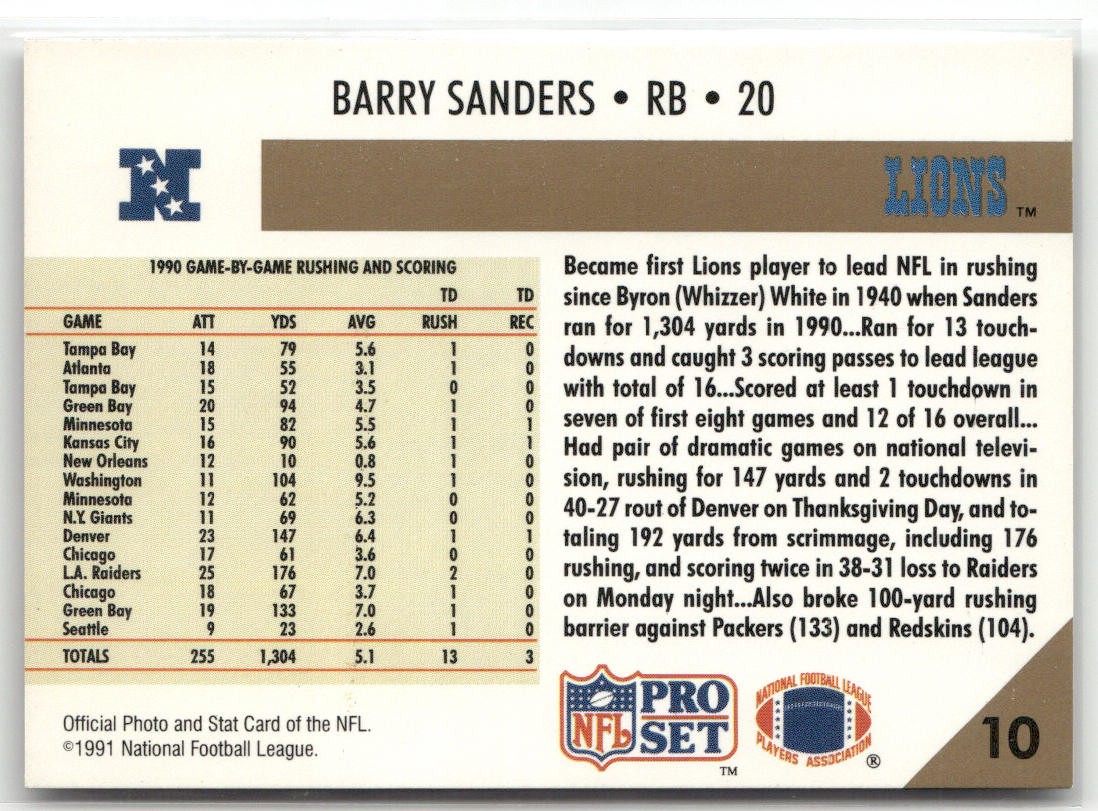 BARRY SANDERS • RB • 20
N
LIONS ™
1990 GAME-BY-GAME RUSHING AND SCORING
TD TD
GAME ATT YDS AVG RUSH REC
Tampa Bay 14 79 5.6 1 0
Atlanta 18 55 3.1 1 0
Tampa Bay 15 52 3.5 0 0
Green Bay 20 94 4.7 1 0
Minnesota 15 82 5.5 1 1
Kansas City 16 90 5.6 1 1
New Orleans 12 10 0.8 1 0
Washington 11 104 9.5 1 0
Minnesota 12 62 5.2 0 0
N.Y. Giants 11 69 6.3 0 0
Denver 23 147 6.4 1 1
Chicago 17 61 3.6 0 0
L.A. Raiders 25 176 7.0 2 0
Chicago 18 67 3.7 1 0
Green Bay 19 133 7.0 1 0
Seattle 9 23 2.6 1 0
TOTALS 255 1,304 5.1 13 3
Official Photo and Stat Card of the NFL.
©1991 National Football League.
Became first Lions player to lead NFL in rushing
since Byron (Whizzer) White in 1940 when Sanders
ran for 1,304 yards in 1990...Ran for 13 touch-
downs and caught 3 scoring passes to lead league
with total of 16...Scored at least 1 touchdown in
seven of first eight games and 12 of 16 overall...
Had pair of dramatic games on national televi-
sion, rushing for 147 yards and 2 touchdowns in
40-27 rout of Denver on Thanksgiving Day, and to-
taling 192 yards from scrimmage, including 176
rushing, and scoring twice in 38-31 loss to Raiders
on Monday night...Also broke 100-yard rushing
barrier against Packers (133) and Redskins (104).
NFL PRO SET ™
NATIONAL FOOTBALL LEAGUE
PLAYERS ASSOCIATION ®
10